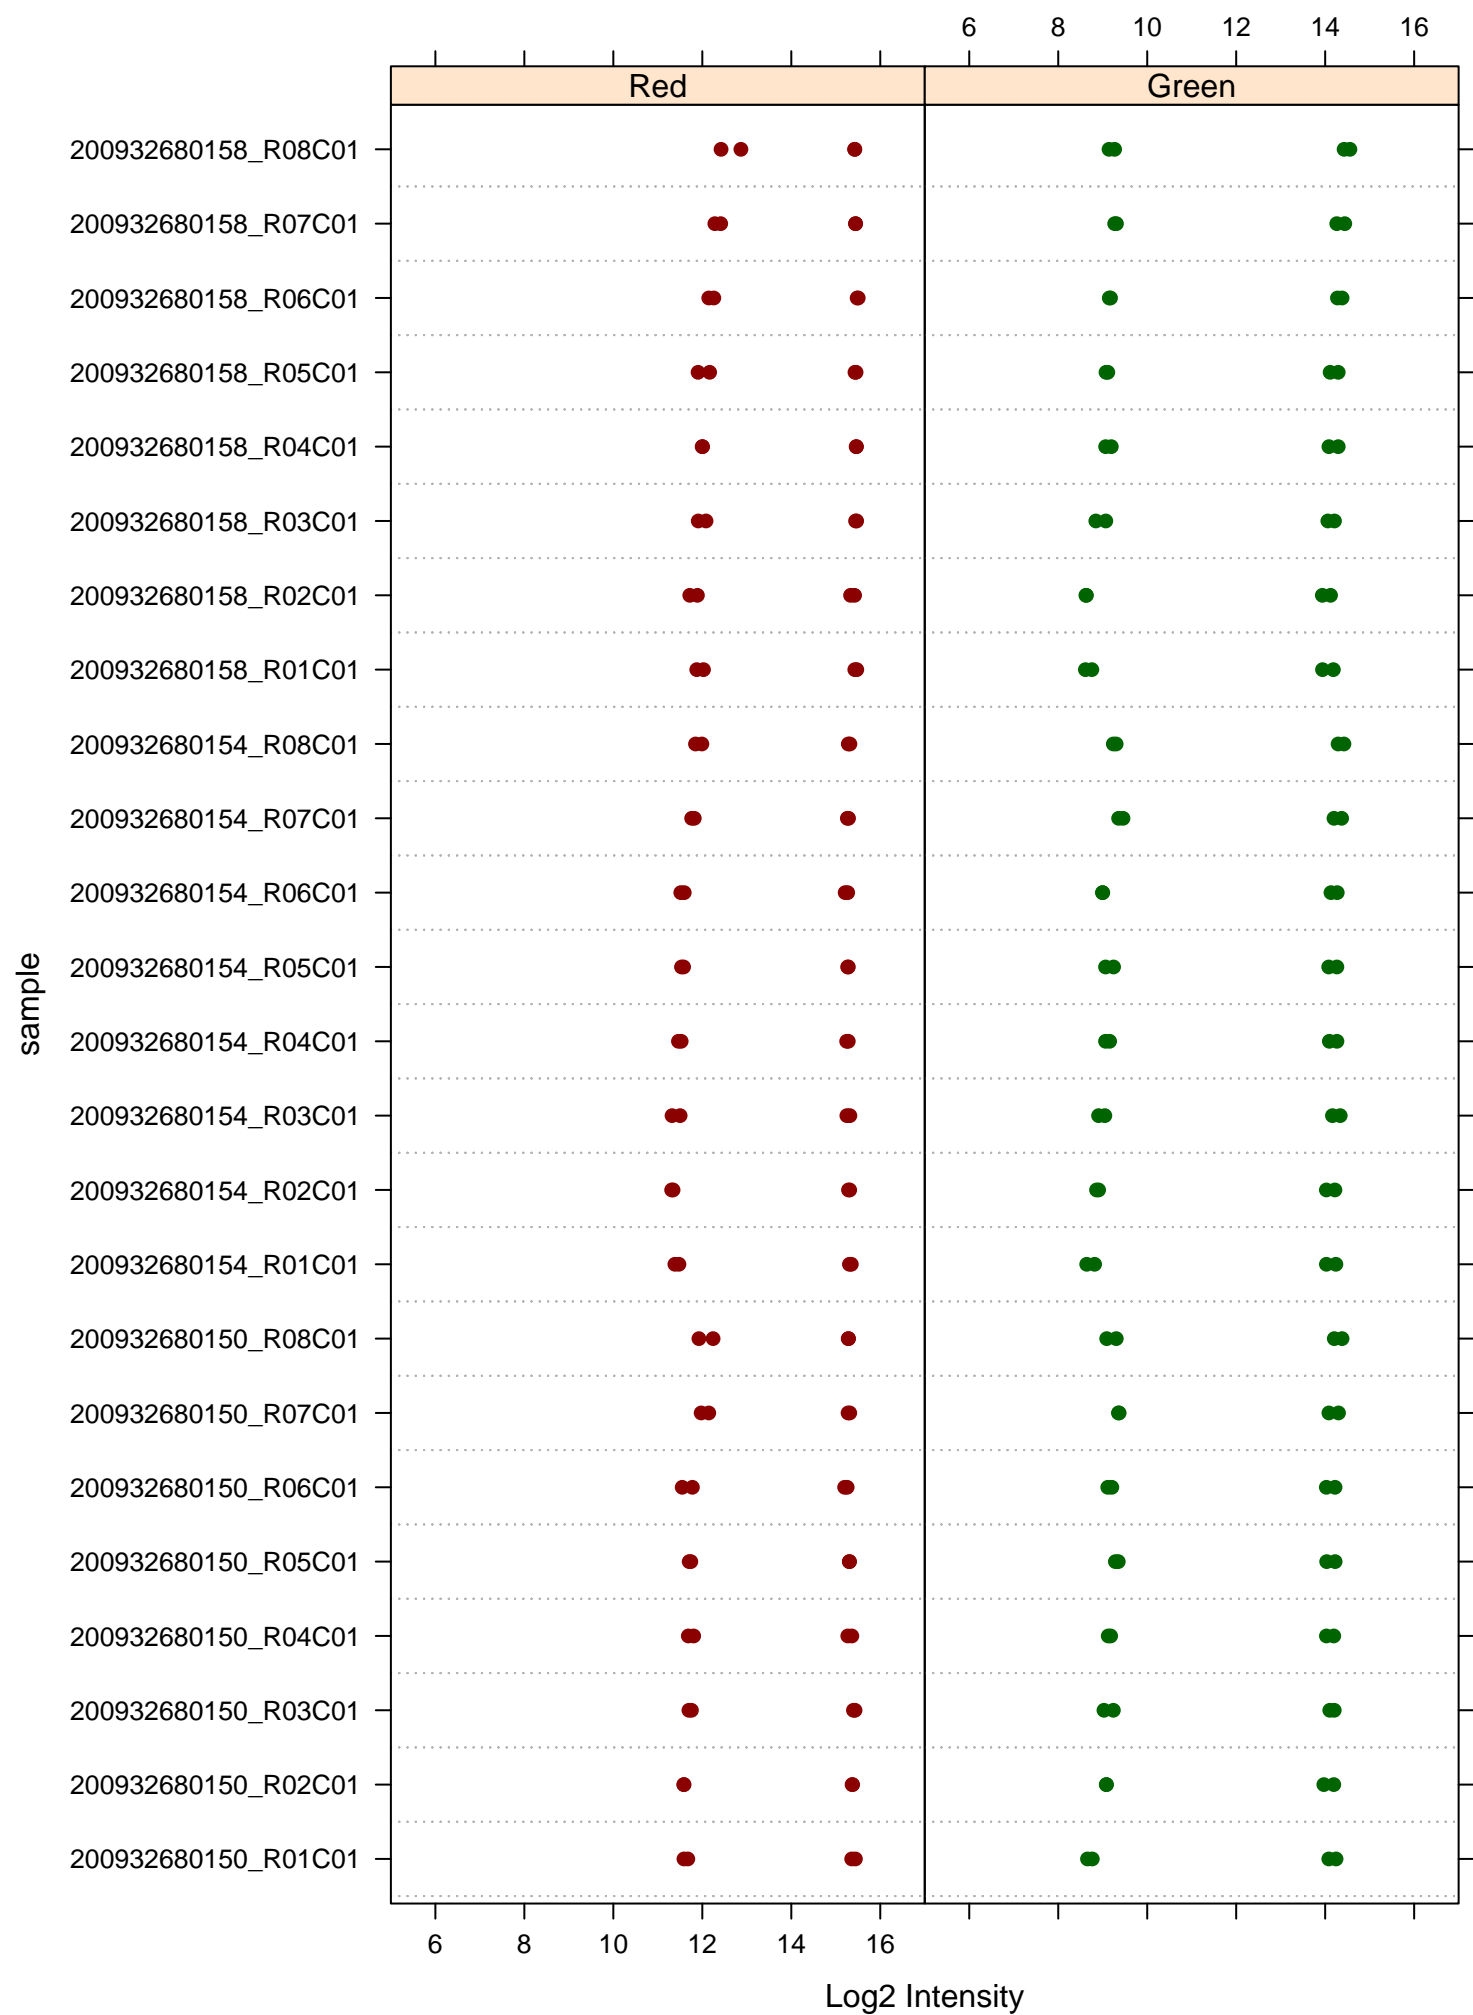 6 8 10 12 14 16
Red Green
200932680158_R08C01
200932680158_R07C01
200932680158_R06C01
200932680158_R05C01
200932680158_R04C01
200932680158_R03C01
200932680158_R02C01
200932680158_R01C01
200932680154_R08C01
200932680154_R07C01
200932680154_R06C01
200932680154_R05C01
200932680154_R04C01
200932680154_R03C01
200932680154_R02C01
200932680154_R01C01
200932680150_R08C01
200932680150_R07C01
200932680150_R06C01
200932680150_R05C01
200932680150_R04C01
200932680150_R03C01
200932680150_R02C01
200932680150_R01C01
sample
6 8 10 12 14 16
Log2 Intensity